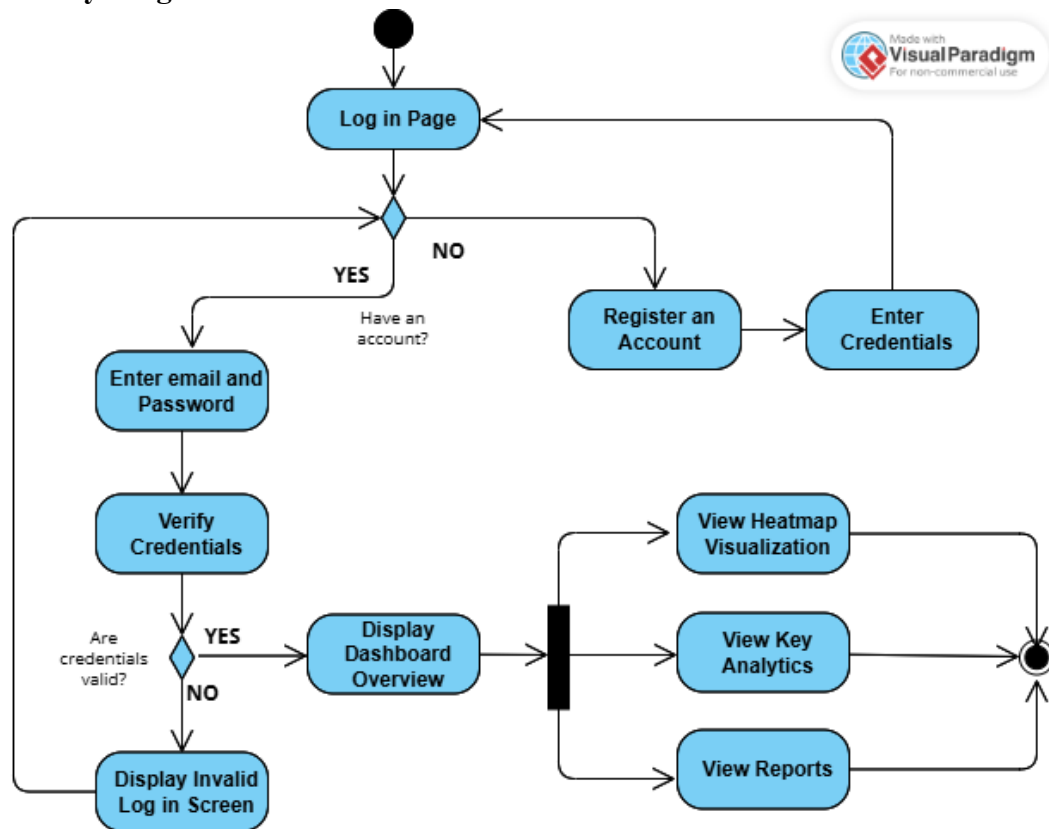 Made with
Visual Paradigm
For non-commercial use
Log in Page
NO
YES
Have an
account?
Register an
Account
Enter
Credentials
Enter email and
Password
Verify
Credentials
View Heatmap
Visualization
Are
credentials
valid?
YES
NO
Display
Dashboard
Overview
View Key
Analytics
Display Invalid
Log in Screen
View Reports